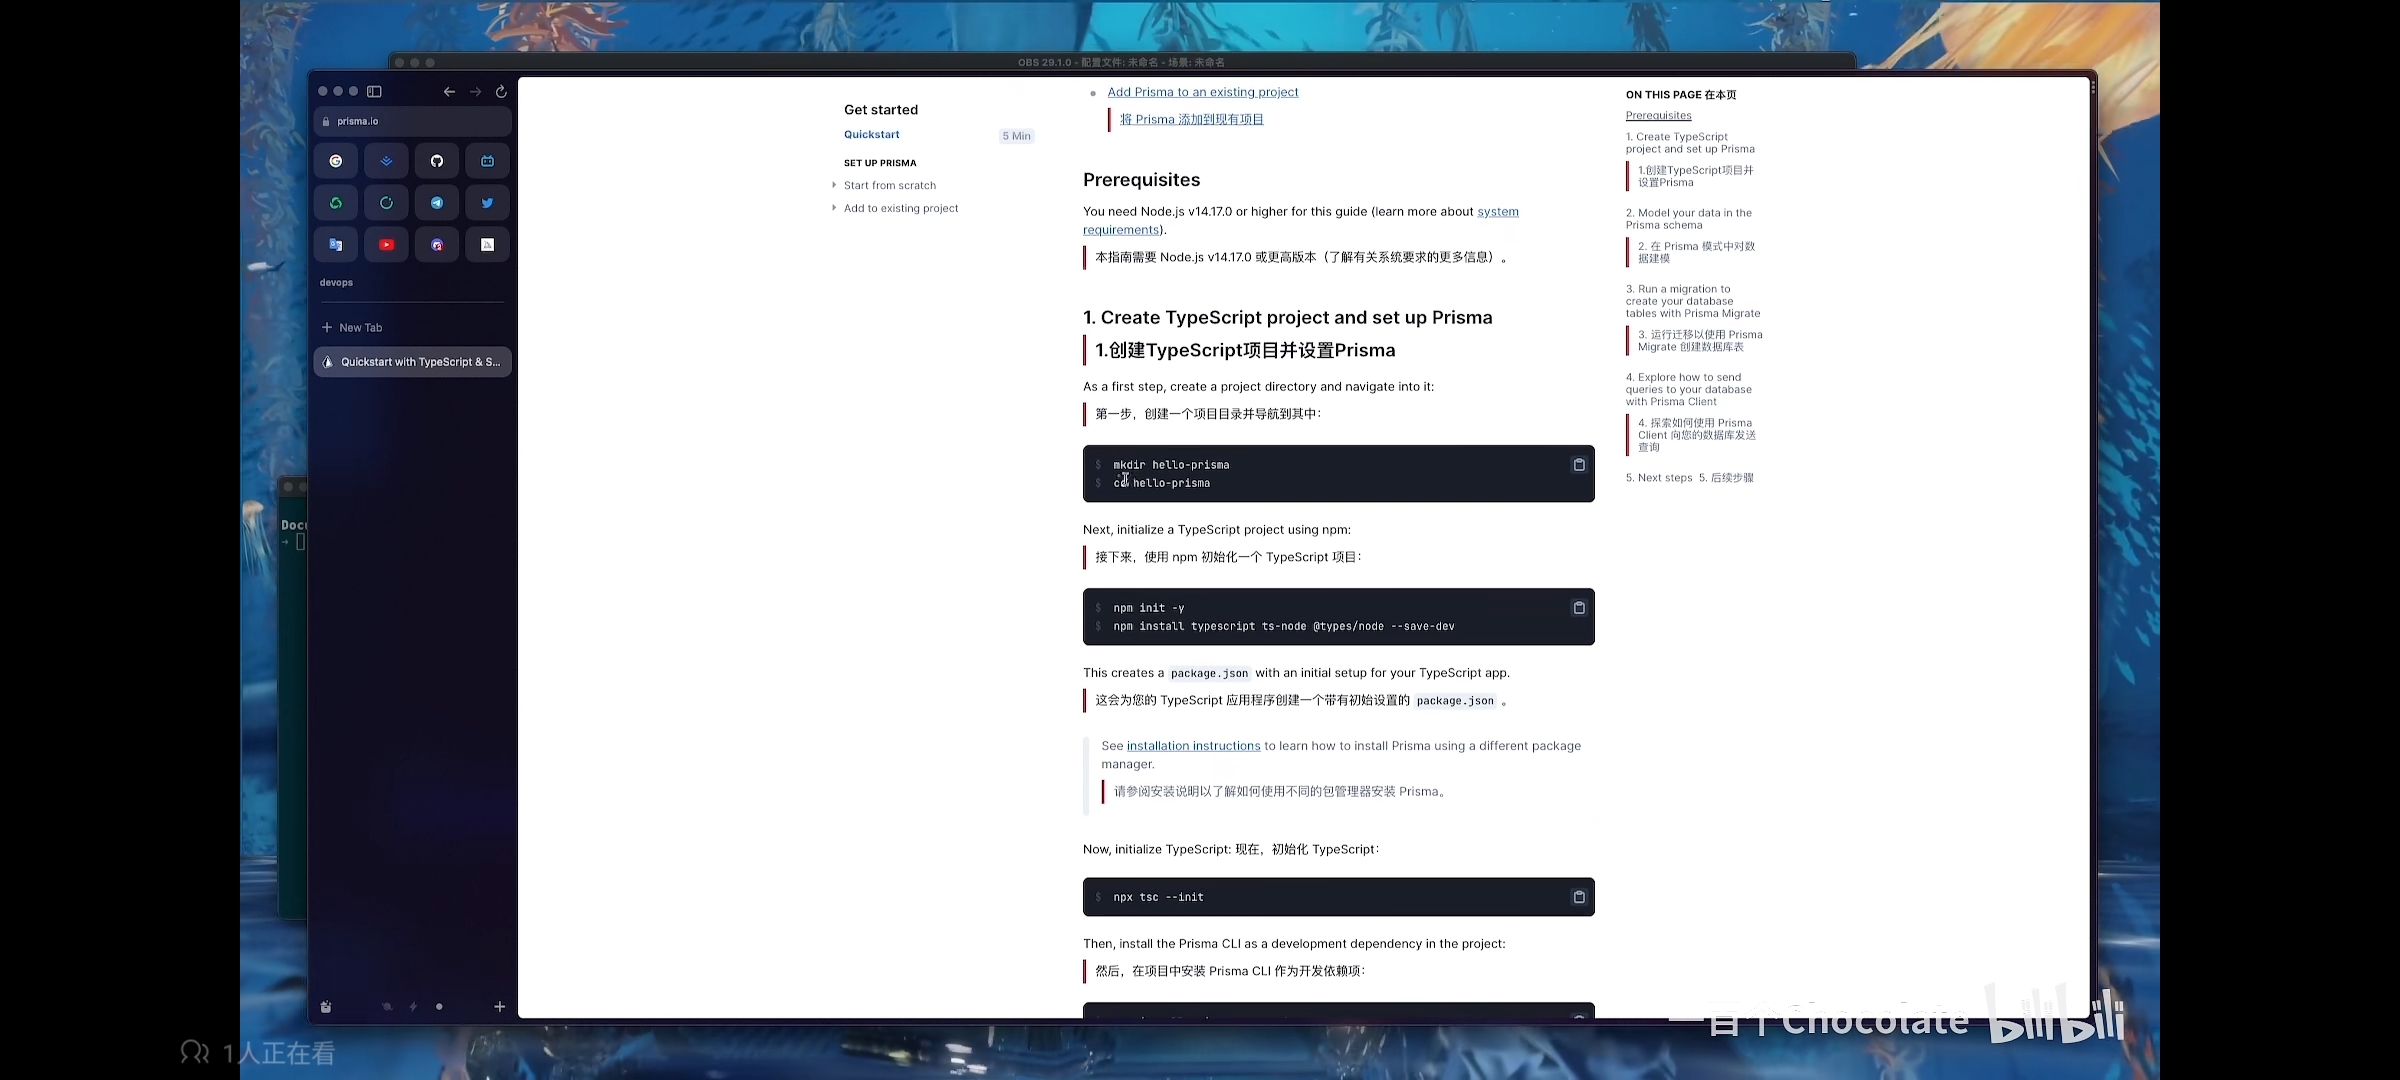 OBS 29.1.0 - 配置文件: 未命名 - 场景: 未命名
prisma.io
devops
New Tab
Quickstart with TypeScript & S...
Get started
Quickstart
5 Min
SET UP PRISMA
Start from scratch
Add to existing project
Add Prisma to an existing project
将 Prisma 添加到现有项目
Prerequisites
You need Node.js v14.17.0 or higher for this guide (learn more about system
requirements).
本指南需要 Node.js v14.17.0 或更高版本（了解有关系统要求的更多信息）。
1. Create TypeScript project and set up Prisma
1.创建TypeScript项目并设置Prisma
As a first step, create a project directory and navigate into it:
第一步，创建一个项目目录并导航到其中：
$ mkdir hello-prisma
$ cd hello-prisma
Next, initialize a TypeScript project using npm:
接下来，使用 npm 初始化一个 TypeScript 项目：
$ npm init -y
$ npm install typescript ts-node @types/node --save-dev
This creates a package.json with an initial setup for your TypeScript app.
这会为您的 TypeScript 应用程序创建一个带有初始设置的 package.json 。
See installation instructions to learn how to install Prisma using a different package
manager.
请参阅安装说明以了解如何使用不同的包管理器安装 Prisma。
Now, initialize TypeScript: 现在，初始化 TypeScript：
$ npx tsc --init
Then, install the Prisma CLI as a development dependency in the project:
然后，在项目中安装 Prisma CLI 作为开发依赖项：
ON THIS PAGE 在本页
Prerequisites
1. Create TypeScript
project and set up Prisma
1.创建TypeScript项目并
设置Prisma
2. Model your data in the
Prisma schema
2. 在 Prisma 模式中对数
据建模
3. Run a migration to
create your database
tables with Prisma Migrate
3. 运行迁移以使用 Prisma
Migrate 创建数据库表
4. Explore how to send
queries to your database
with Prisma Client
4. 探索如何使用 Prisma
Client 向您的数据库发送
查询
5. Next steps 5. 后续步骤
Docu
一百个Chocolate bilibili
1人正在看